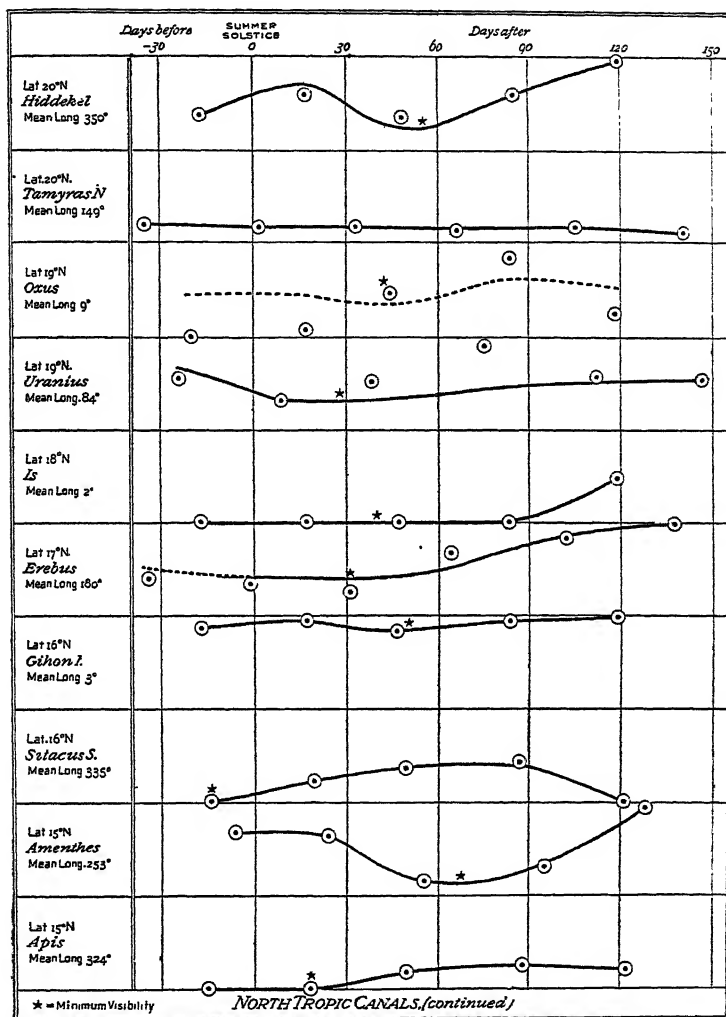 Days before SUMMER SOLSTICE Days after
-30 0 30 60 90 120 150
Lat 20°N
Hiddekel
Mean Long 350°
Lat. 20°N.
Tamyras N
Mean Long 149°
Lat 19°N
Oxus
Mean Long 9°
Lat 19°N.
Uranius
Mean Long. 84°
Lat 18°N
Is
Mean Long 2°
Lat 17°N.
Erebus
Mean Long 180°
Lat 16°N
Gihon I.
Mean Long 3°
Lat. 16°N
Sitacus S.
Mean Long 335°
Lat 15°N
Amenthes
Mean Long. 253°
Lat 15°N
Apis
Mean Long 324°
★ = Minimum Visibility NORTH TROPIC CANALS, (continued)